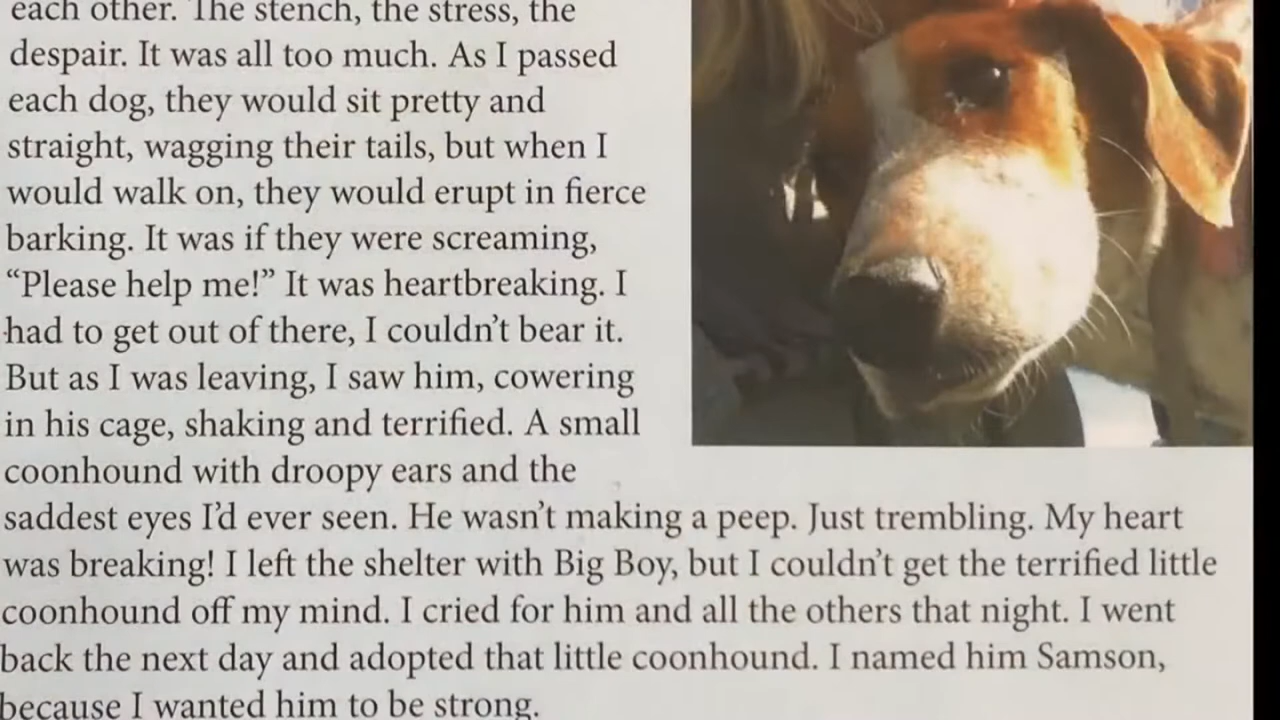 each other. The stench, the stress, the
despair. It was all too much. As I passed
each dog, they would sit pretty and
straight, wagging their tails, but when I
would walk on, they would erupt in fierce
barking. It was if they were screaming,
“Please help me!” It was heartbreaking. I
had to get out of there, I couldn’t bear it.
But as I was leaving, I saw him, cowering
in his cage, shaking and terrified. A small
coonhound with droopy ears and the
saddest eyes I’d ever seen. He wasn’t making a peep. Just trembling. My heart
was breaking! I left the shelter with Big Boy, but I couldn’t get the terrified little
coonhound off my mind. I cried for him and all the others that night. I went
back the next day and adopted that little coonhound. I named him Samson,
because I wanted him to be strong.